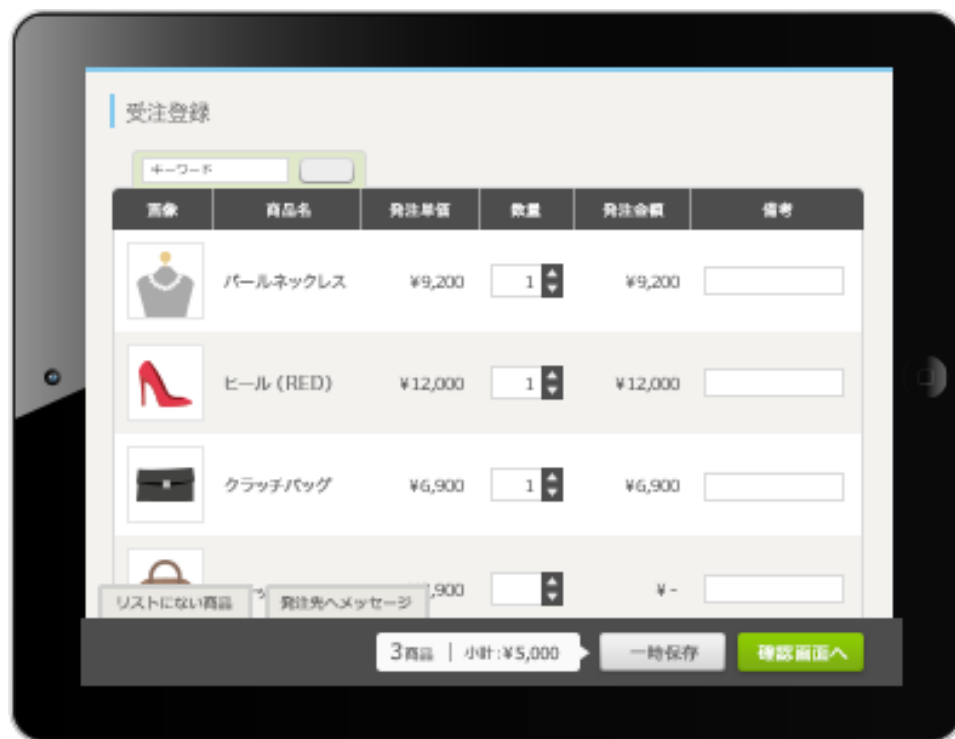 受注登録
キーワード
画像 商品名 発注単価 数量 発注金額 備考
パールネックレス ¥9,200 1 ¥9,200
ヒール (RED) ¥12,000 1 ¥12,000
クラッチバッグ ¥6,900 1 ¥6,900
,900 ¥ -
リストにない商品 発注先へメッセージ
3商品 | 小計:¥5,000 一時保存 確認画面へ